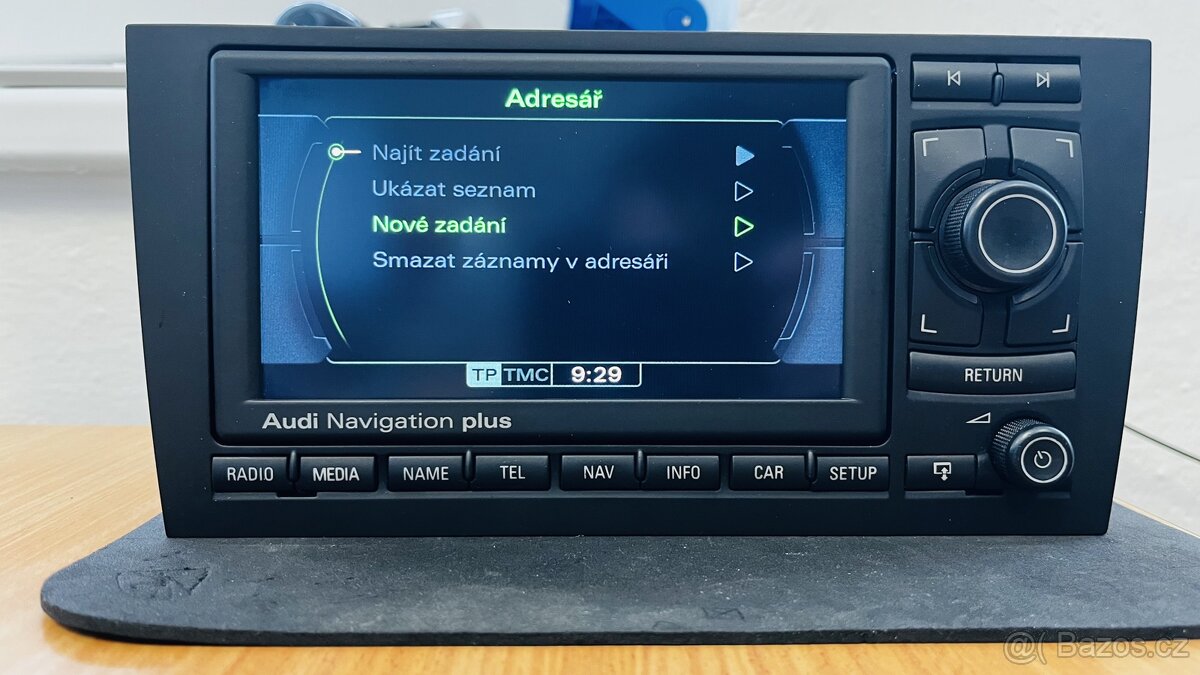 Adresář
Najít zadání
Ukázat seznam
Nové zadání
Smazat záznamy v adresáři
TP TMC 9:29
Audi Navigation plus
RETURN
RADIO MEDIA NAME TEL NAV INFO CAR SETUP
@( Bazos.cz